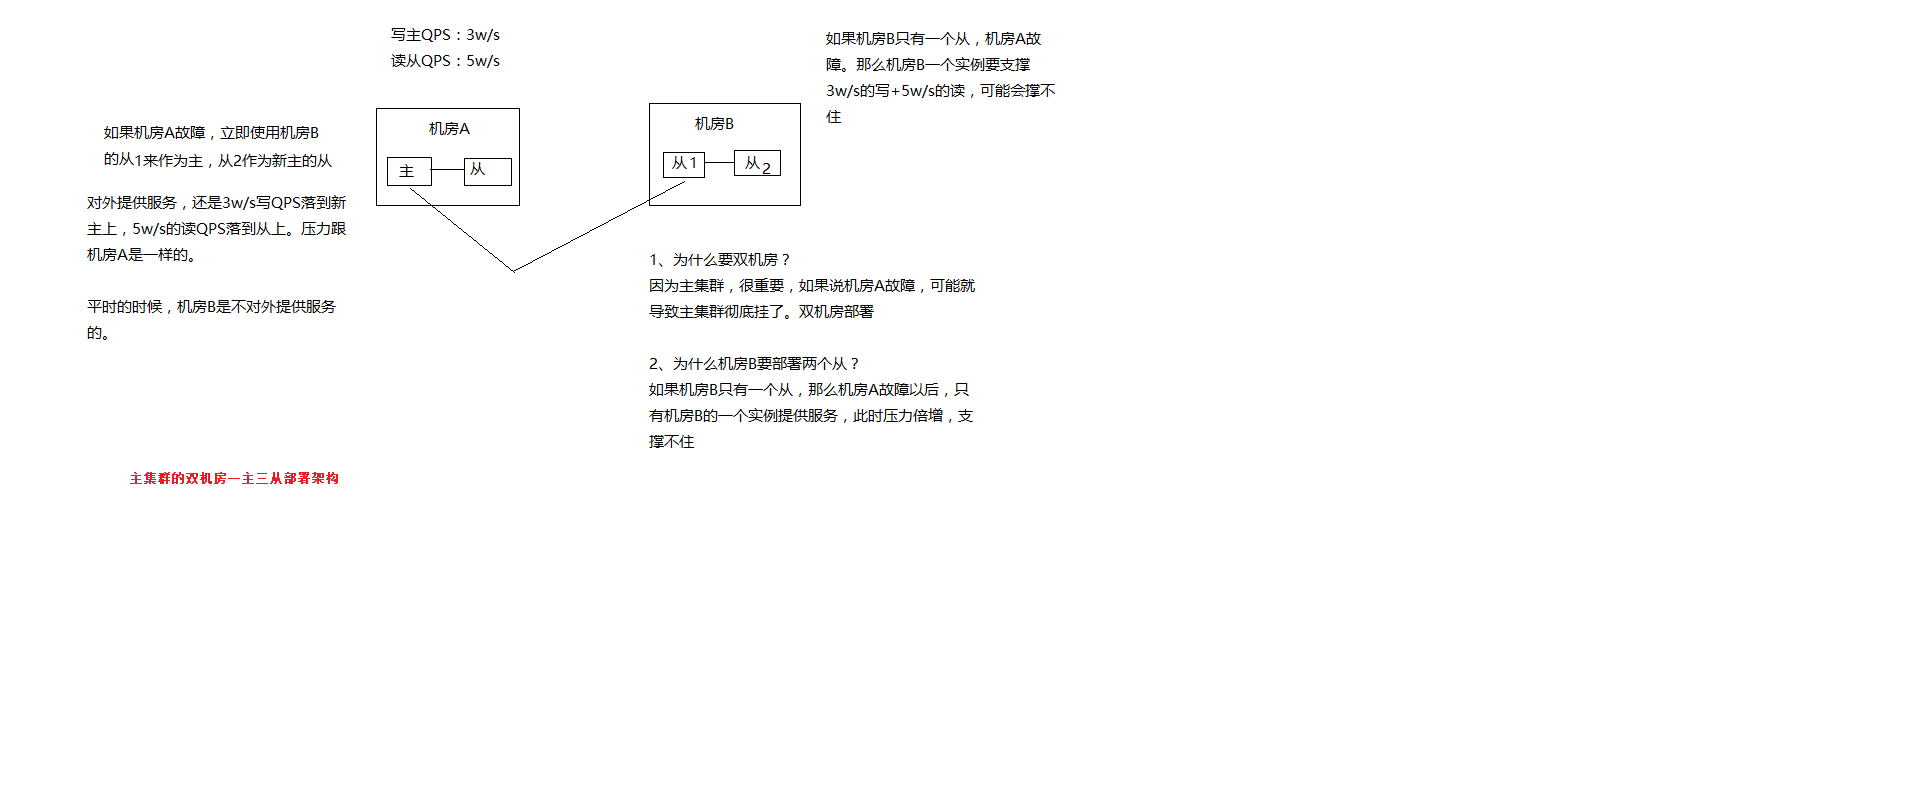 写主QPS：3w/s
读从QPS：5w/s
如果机房B只有一个从，机房A故
障。那么机房B一个实例要支撑
3w/s的写+5w/s的读，可能会撑不
住
如果机房A故障，立即使用机房B
的从1来作为主，从2作为新主的从
对外提供服务，还是3w/s写QPS落到新
主上，5w/s的读QPS落到从上。压力跟
机房A是一样的。
平时的时候，机房B是不对外提供服务
的。
机房A
主
从
机房B
从1
从2
1、为什么要双机房？
因为主集群，很重要，如果说机房A故障，可能就
导致主集群彻底挂了。双机房部署
2、为什么机房B要部署两个从？
如果机房B只有一个从，那么机房A故障以后，只
有机房B的一个实例提供服务，此时压力倍增，支
撑不住
主集群的双机房一主三从部署架构